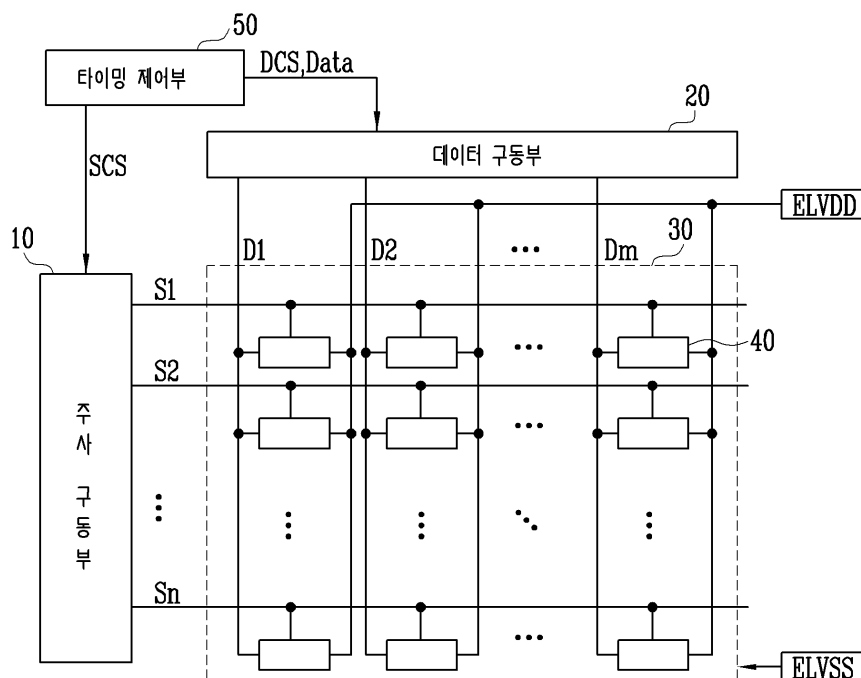 50
타이밍 제어부
DCS,Data
20
데이터 구동부
SCS
ELVDD
10
D1
D2
Dm
30
S1
40
S2
주사 구동부
Sn
ELVSS